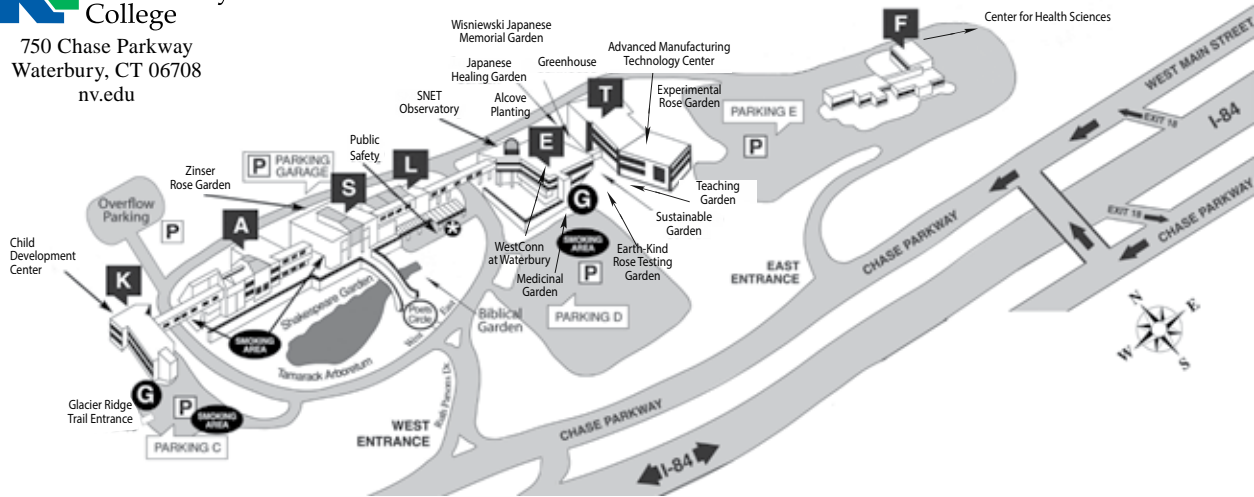 College
750 Chase Parkway
Waterbury, CT 06708
nv.edu
Wisniewski Japanese
Memorial Garden
Japanese
Healing Garden
Greenhouse
Advanced Manufacturing
Technology Center
F
Center for Health Sciences
SNET
Observatory
Alcove
Planting
T
Experimental
Rose Garden
PARKING E
P
WEST MAIN STREET
EXIT 18
I-84
Public
Safety
E
L
P
PARKING
GARAGE
Zinser
Rose Garden
S
Teaching
Garden
Sustainable
Garden
Overflow
Parking
P
A
G
SMOKING
AREA
Earth-Kind
Rose Testing
Garden
WestConn
at Waterbury
Medicinal
Garden
P
PARKING D
EAST
ENTRANCE
CHASE PARKWAY
EXIT 18
CHASE PARKWAY
Child
Development
Center
K
Shakespeare Garden
Poets
Circle
Biblical
Garden
West
East
SMOKING
AREA
Tamarack Arboretum
N
E
W
S
G
Glacier Ridge
Trail Entrance
P
SMOKING
AREA
PARKING C
WEST
ENTRANCE
Ruth Parsons Dr
CHASE PARKWAY
I-84